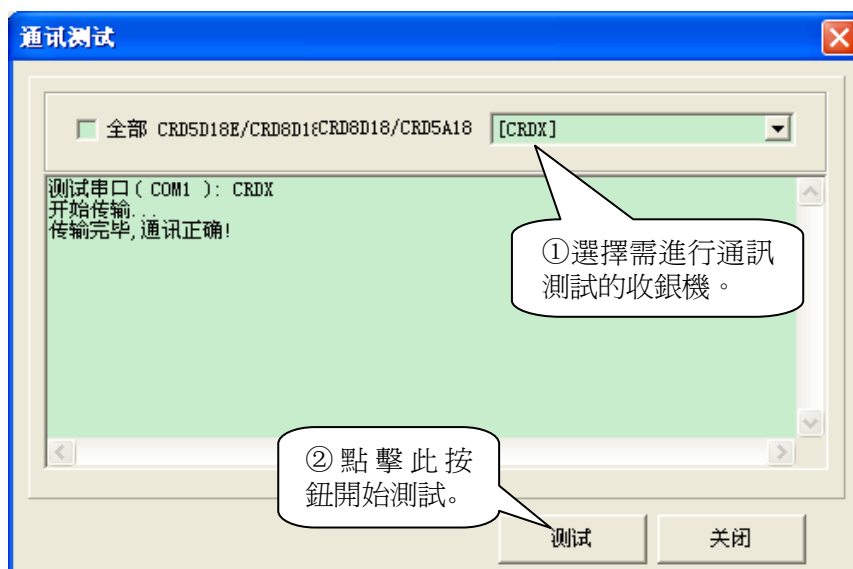 通讯测试
全部 CRD5D18E/CRD8D18CRD8D18/CRD5A18 [CRDX]
测试串口( COM1 ): CRDX
开始传输...
传输完毕,通讯正确!
①選擇需進行通訊
測試的收銀機。
②點擊此按
鈕開始測試。
测试 关闭